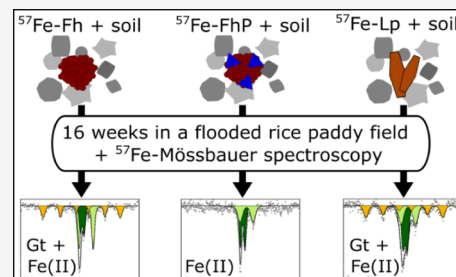 ⁵⁷Fe-Fh + soil ⁵⁷Fe-FhP + soil ⁵⁷Fe-Lp + soil
16 weeks in a flooded rice paddy field
+ ⁵⁷Fe-Mössbauer spectroscopy
Gt +
Fe(II)
Fe(II)
Gt +
Fe(II)